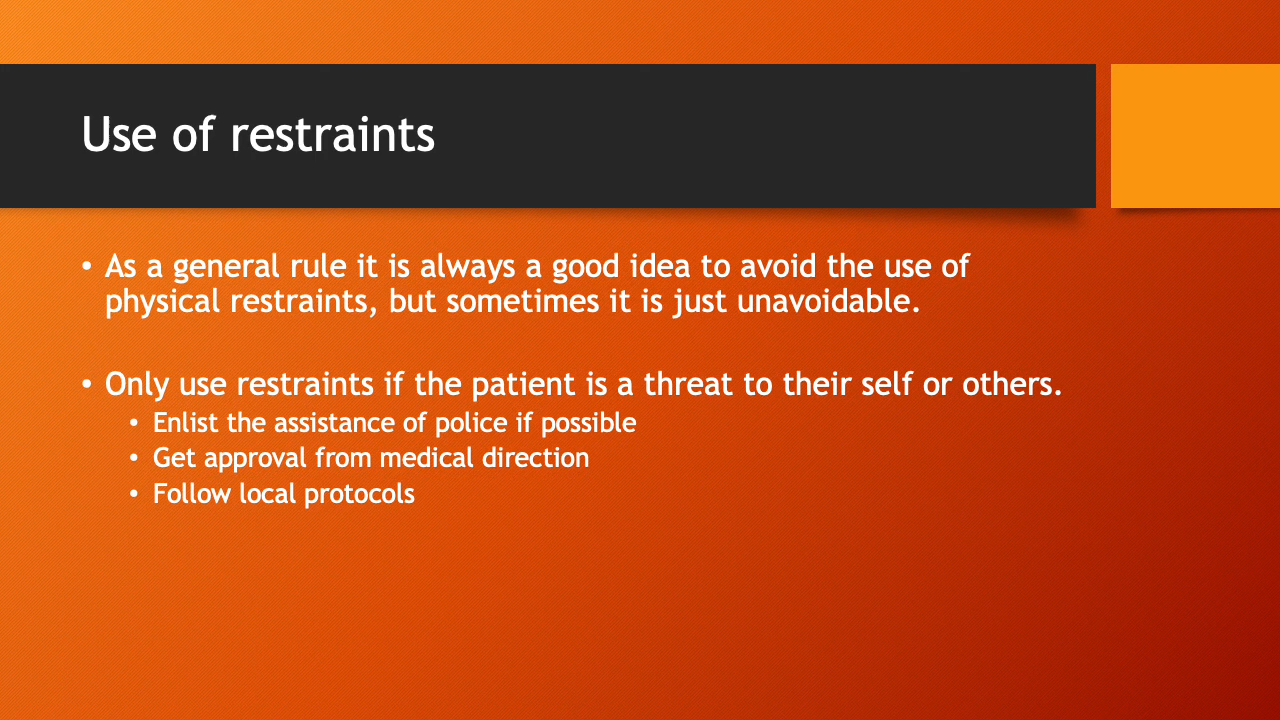 Use of restraints
• As a general rule it is always a good idea to avoid the use of
physical restraints, but sometimes it is just unavoidable.
• Only use restraints if the patient is a threat to their self or others.
• Enlist the assistance of police if possible
• Get approval from medical direction
• Follow local protocols